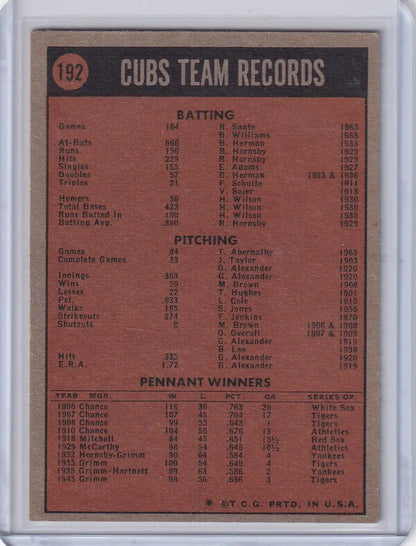 192
CUBS TEAM RECORDS
BATTING
Games 164 R. Santo 1965
B. Williams 1965
At-Bats 666 B. Herman 1935
Runs 156 R. Hornsby 1929
Hits 229 R. Hornsby 1929
Singles 165 E. Adams 1927
Doubles 57 B. Herman 1935 & 1936
Triples 21 F. Schulte 1911
V. Saier 1913
Homers 56 H. Wilson 1930
Total Bases 423 H. Wilson 1930
Runs Batted In 190 H. Wilson 1930
Batting Avg. .380 R. Hornsby 1929
PITCHING
Games 84 T. Abernathy 1965
Complete Games 33 J. Taylor 1903
G. Alexander 1920
Innings 363 G. Alexander 1920
Wins 29 M. Brown 1908
Losses 22 T. Hughes 1901
Pct. .833 L. Cole 1910
Walks 185 S. Jones 1955
Strikeouts 274 F. Jenkins 1970
Shutouts 9 M. Brown 1906 & 1908
O. Overall 1907 & 1909
G. Alexander 1920
B. Lee 1938
Hits 335 G. Alexander 1920
E.R.A. 1.72 G. Alexander 1919
PENNANT WINNERS
YEAR MGR. W L PCT. GA SERIES OP.
1906 Chance 116 36 .763 20 White Sox
1907 Chance 107 45 .704 17 Tigers
1908 Chance 99 55 .643 1 Tigers
1910 Chance 104 50 .676 13 Athletics
1918 Mitchell 84 45 .651 15½ Red Sox
1929 McCarthy 98 54 .645 10½ Athletics
1932 Hornsby-Grimm 90 64 .584 4 Yankees
1935 Grimm 100 54 .649 4 Tigers
1938 Grimm-Hartnett 89 63 .586 2 Yankees
1945 Grimm 98 56 .636 3 Tigers
* ©T.C.G. PRTD. IN U.S.A.